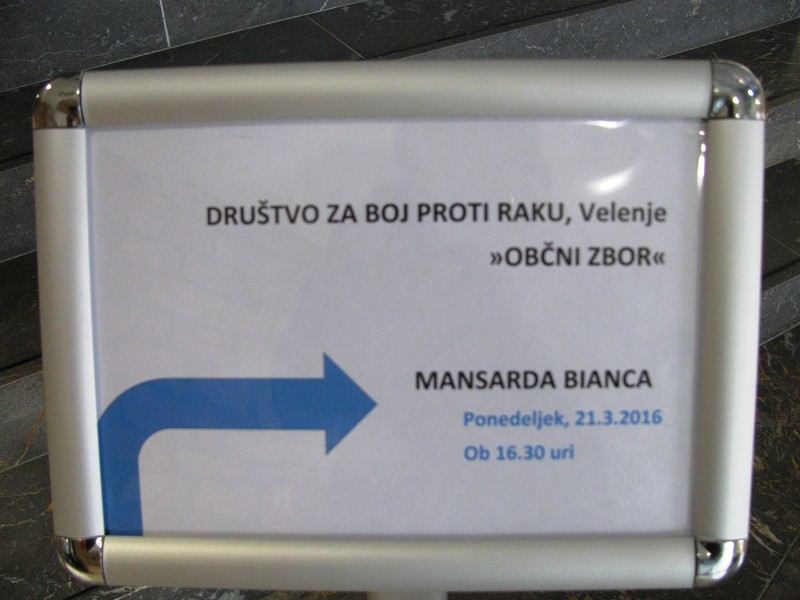 DRUŠTVO ZA BOJ PROTI RAKU, Velenje
»OBČNI ZBOR«
MANSARDA BIANCA
Ponedeljek, 21.3.2016
Ob 16.30 uri